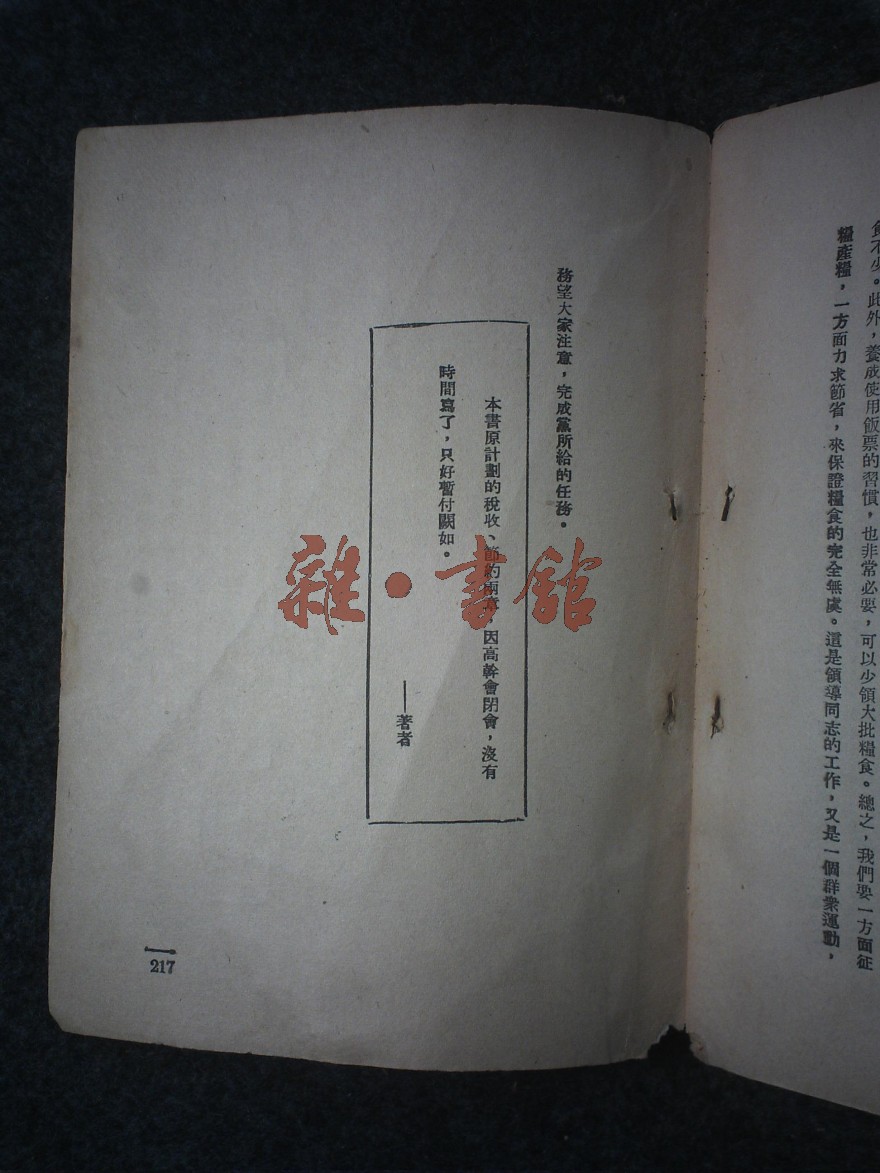 食不少。此外，養成使用飯票的習慣，也非常必要，可以少領大批糧食。總之，我們要一方面征
糧產糧，一方面力求節省，來保證糧食的完全無虞。這是領導同志的工作，又是一個群衆運動，
務望大家注意，完成黨所給的任務。
本書原計劃的稅收、節約兩章，因高幹會閉會，沒有
時間寫了，只好暫付闕如。
——著者
217
雜·書館